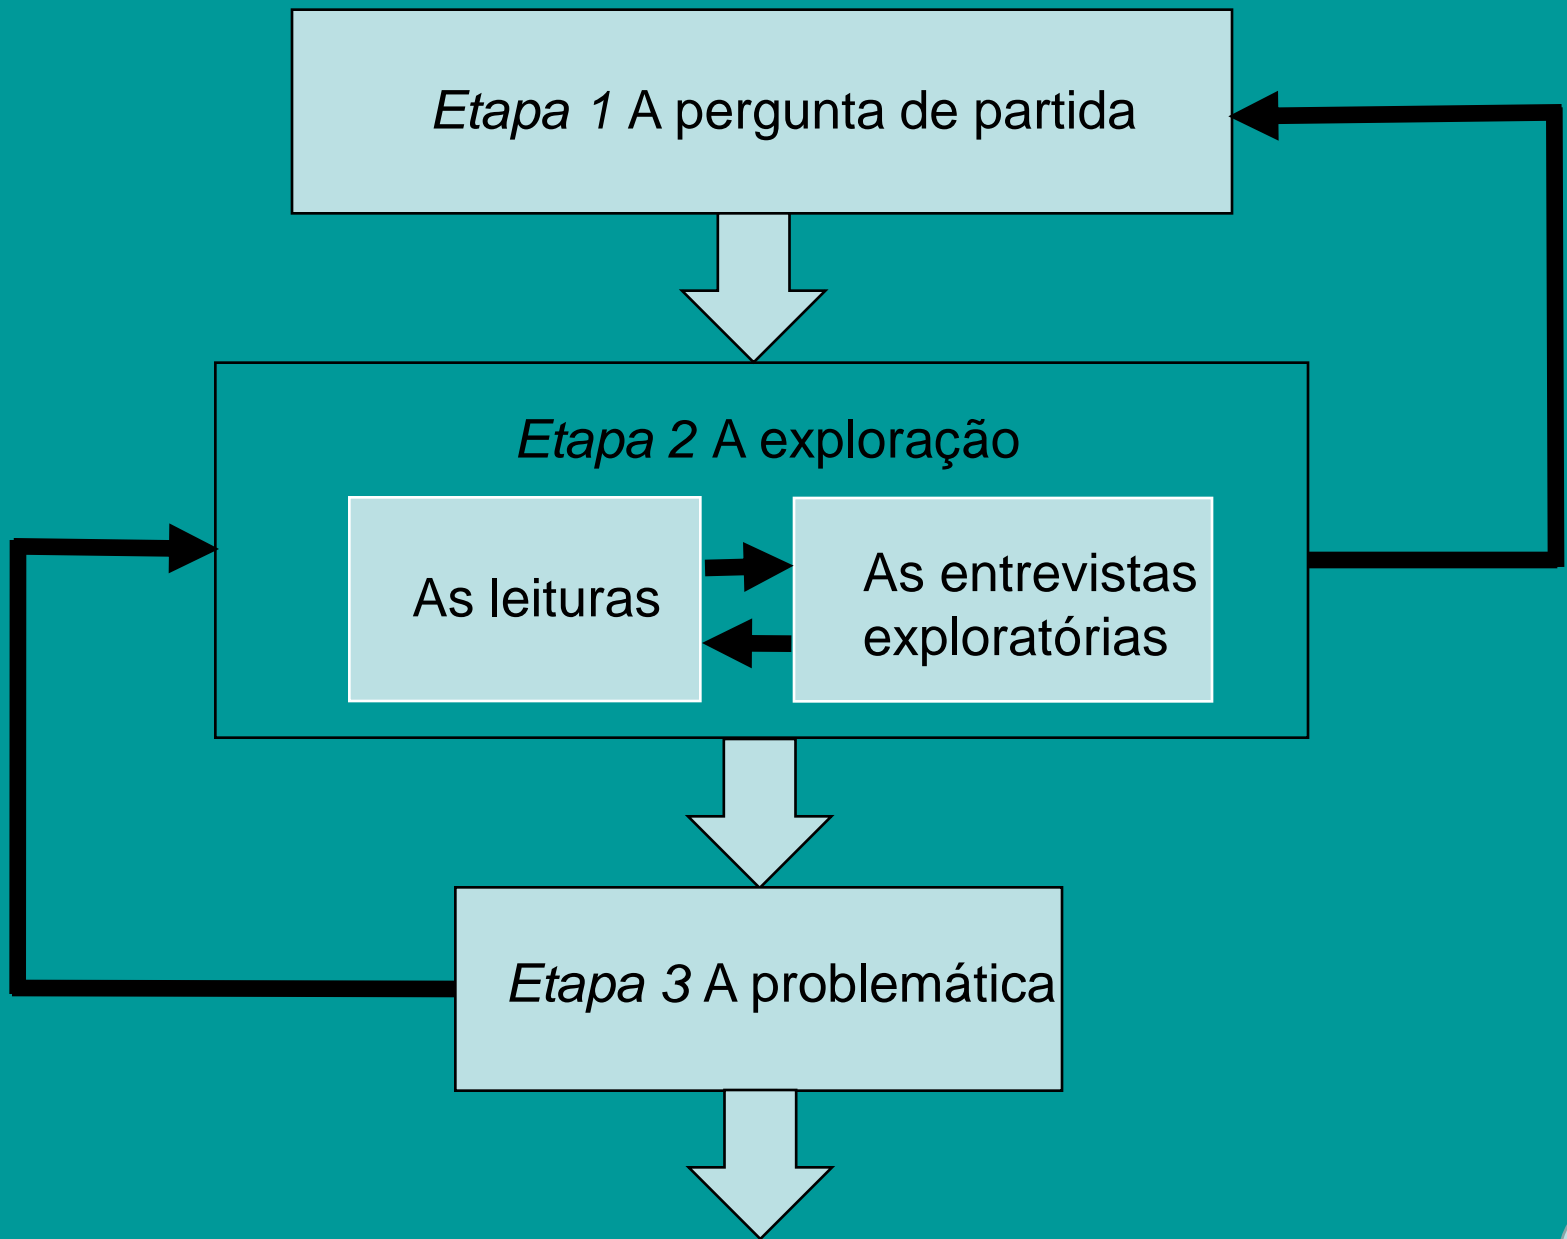 Etapa 1 A pergunta de partida
Etapa 2 A exploração
As leituras
As entrevistas
exploratórias
Etapa 3 A problemática